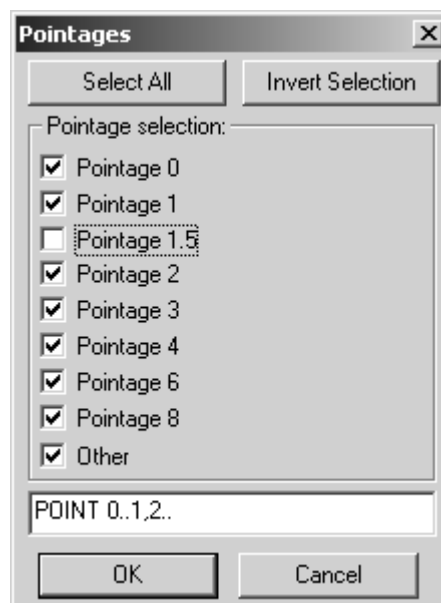 Pointages
Select All Invert Selection
Pointage selection:
Pointage 0
Pointage 1
Pointage 1.5
Pointage 2
Pointage 3
Pointage 4
Pointage 6
Pointage 8
Other
POINT 0..1,2..
OK Cancel